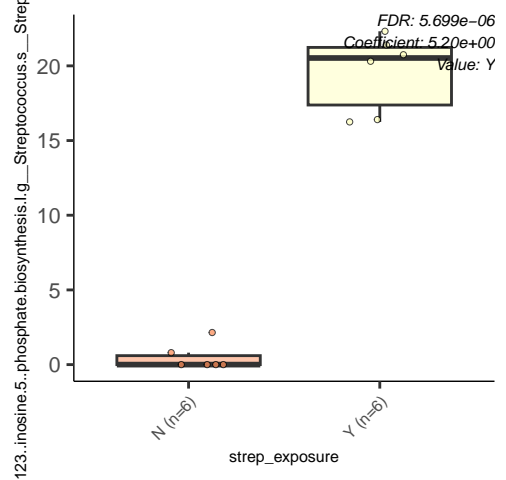 FDR: 5.699e−06
Coefficient: 5.20e+00
Value: Y
123..inosine.5..phosphate.biosynthesis.I.g__Streptococcus.s__Strep
20
15
10
5
0
N (n=6)
Y (n=6)
strep_exposure